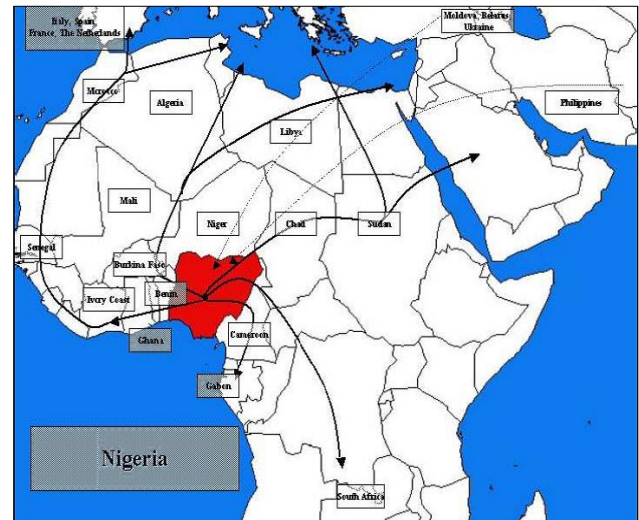 Italy, Spain,
France, The Netherlands
Moldova, Belarus,
Ukraine
Morocco
Algeria
Philippines
Libya
Mali
Niger
Chad
Sudan
Senegal
Burkina Faso
Benin
Ivory Coast
Ghana
Cameroon
Gabon
Nigeria
South Africa